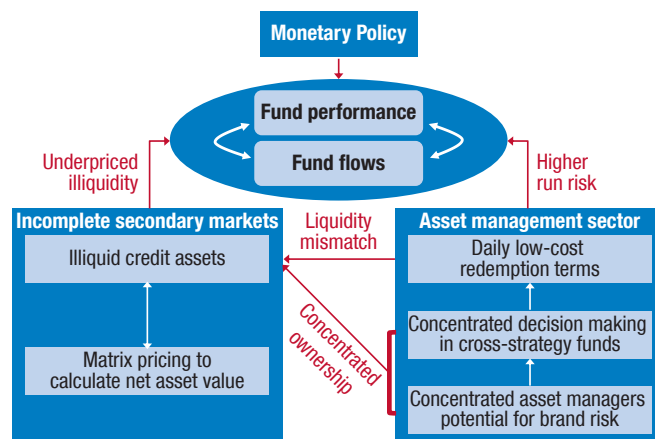 Monetary Policy
Fund performance
Fund flows
Underpriced
illiquidity
Higher
run risk
Incomplete secondary markets
Illiquid credit assets
Matrix pricing to
calculate net asset value
Liquidity
mismatch
Concentrated
ownership
Asset management sector
Daily low-cost
redemption terms
Concentrated decision making
in cross-strategy funds
Concentrated asset managers
potential for brand risk